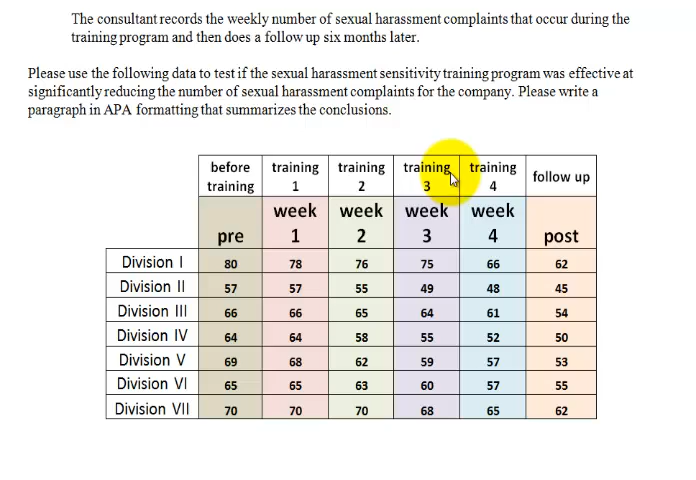 The consultant records the weekly number of sexual harassment complaints that occur during the
training program and then does a follow up six months later.
Please use the following data to test if the sexual harassment sensitivity training program was effective at
significantly reducing the number of sexual harassment complaints for the company. Please write a
paragraph in APA formatting that summarizes the conclusions.
before training training training training follow up
training 1 2 3 4
pre week 1 week 2 week 3 week 4 post
Division I 80 78 76 75 66 62
Division II 57 57 55 49 48 45
Division III 66 66 65 64 61 54
Division IV 64 64 58 55 52 50
Division V 69 68 62 59 57 53
Division VI 65 65 63 60 57 55
Division VII 70 70 70 68 65 62